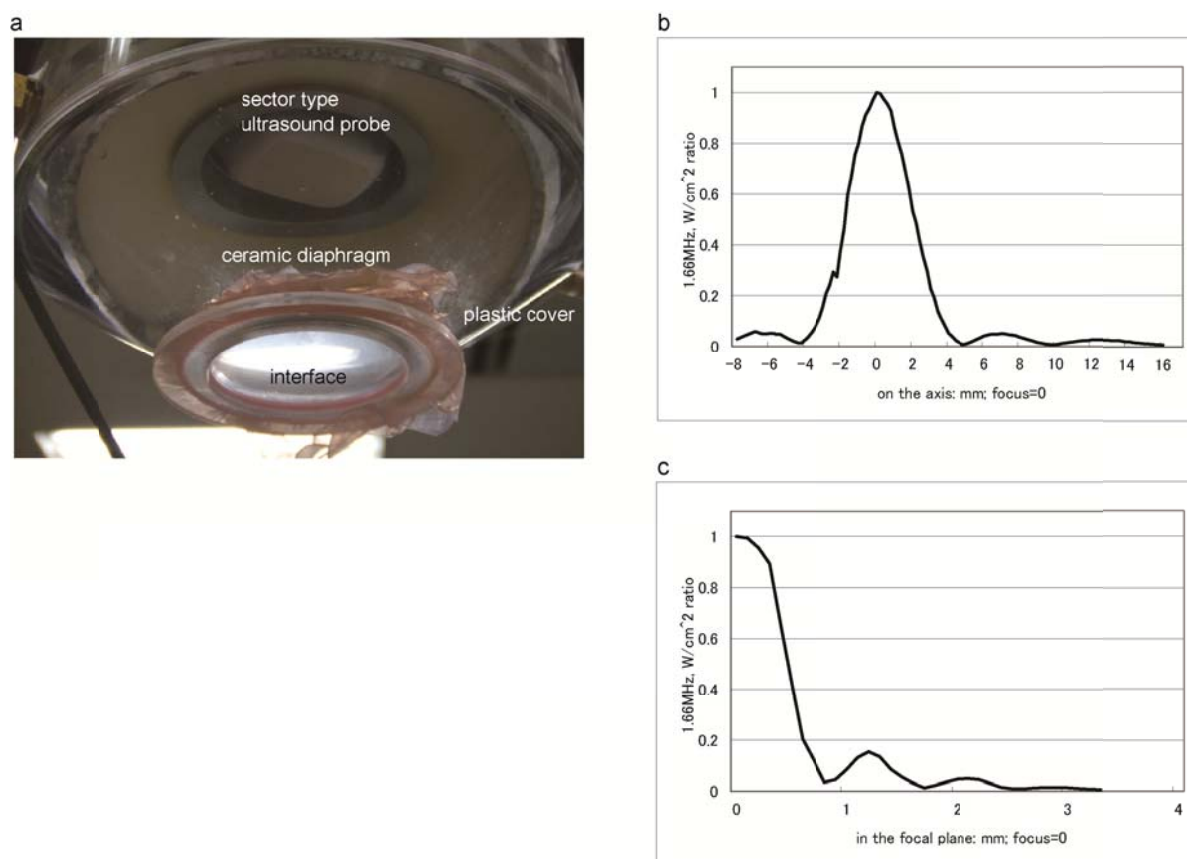 a
sector type
ultrasound probe
ceramic diaphragm
plastic cover
interface
b
1.66MHz, W/cm^2 ratio
1
0.8
0.6
0.4
0.2
0
-8 -6 -4 -2 0 2 4 6 8 10 12 14 16
on the axis: mm; focus=0
c
1.66MHz, W/cm^2 ratio
1
0.8
0.6
0.4
0.2
0
0 1 2 3 4
in the focal plane: mm; focus=0